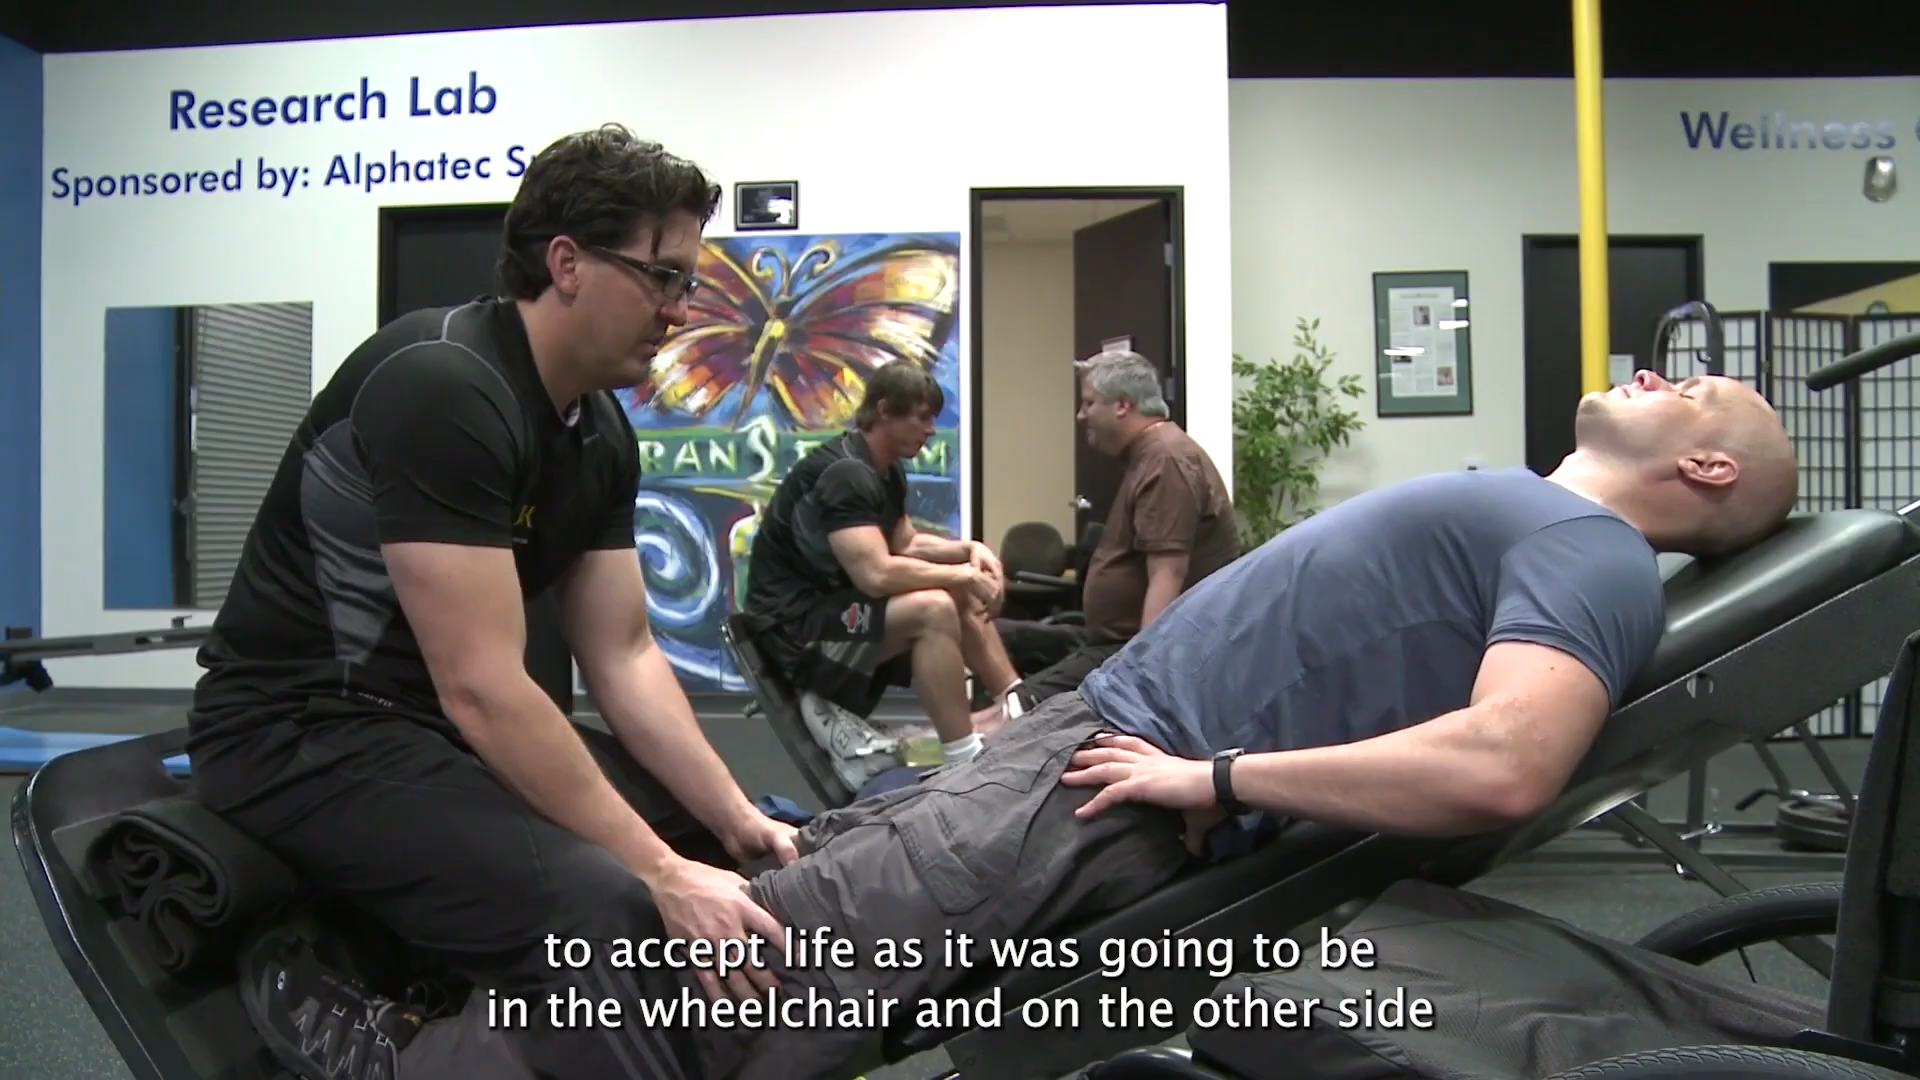 Research Lab
Sponsored by: Alphatec
Wellness
to accept life as it was going to be
in the wheelchair and on the other side